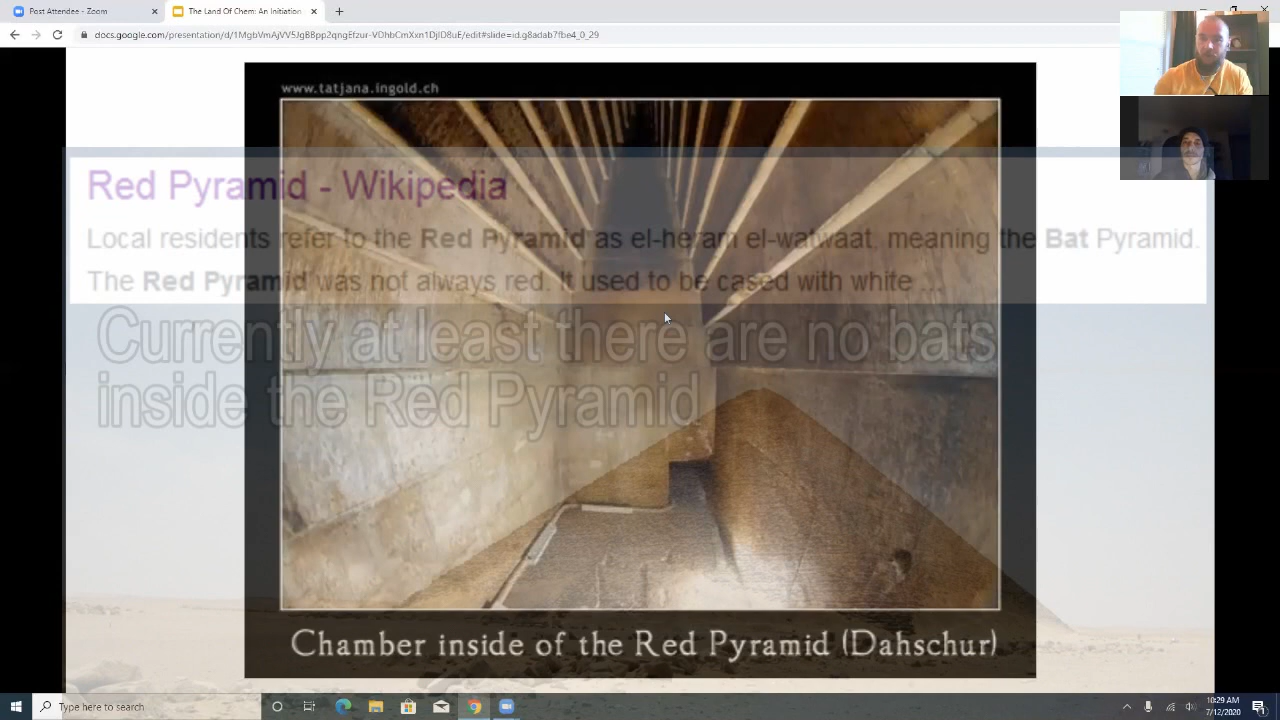 Post Attendee - Zoom
The Land Of Chem: An Introduct
docs.google.com/presentation/d/1MgbVmAjVV5JgBBpp2qngEfzur-VDhbCmXxn1DjID8uE/edit#slide=id.g8adab7fbe4_0_29
www.tatjana.ingold.ch
Red Pyramid - Wikipedia
Local residents refer to the Red Pyramid as el-heram el-watwaat, meaning the Bat Pyramid.
The Red Pyramid was not always red. It used to be cased with white ...
Currently at least there are no bats
inside the Red Pyramid
Chamber inside of the Red Pyramid (Dahschur)
Type here to search
10:29 AM
7/12/2020